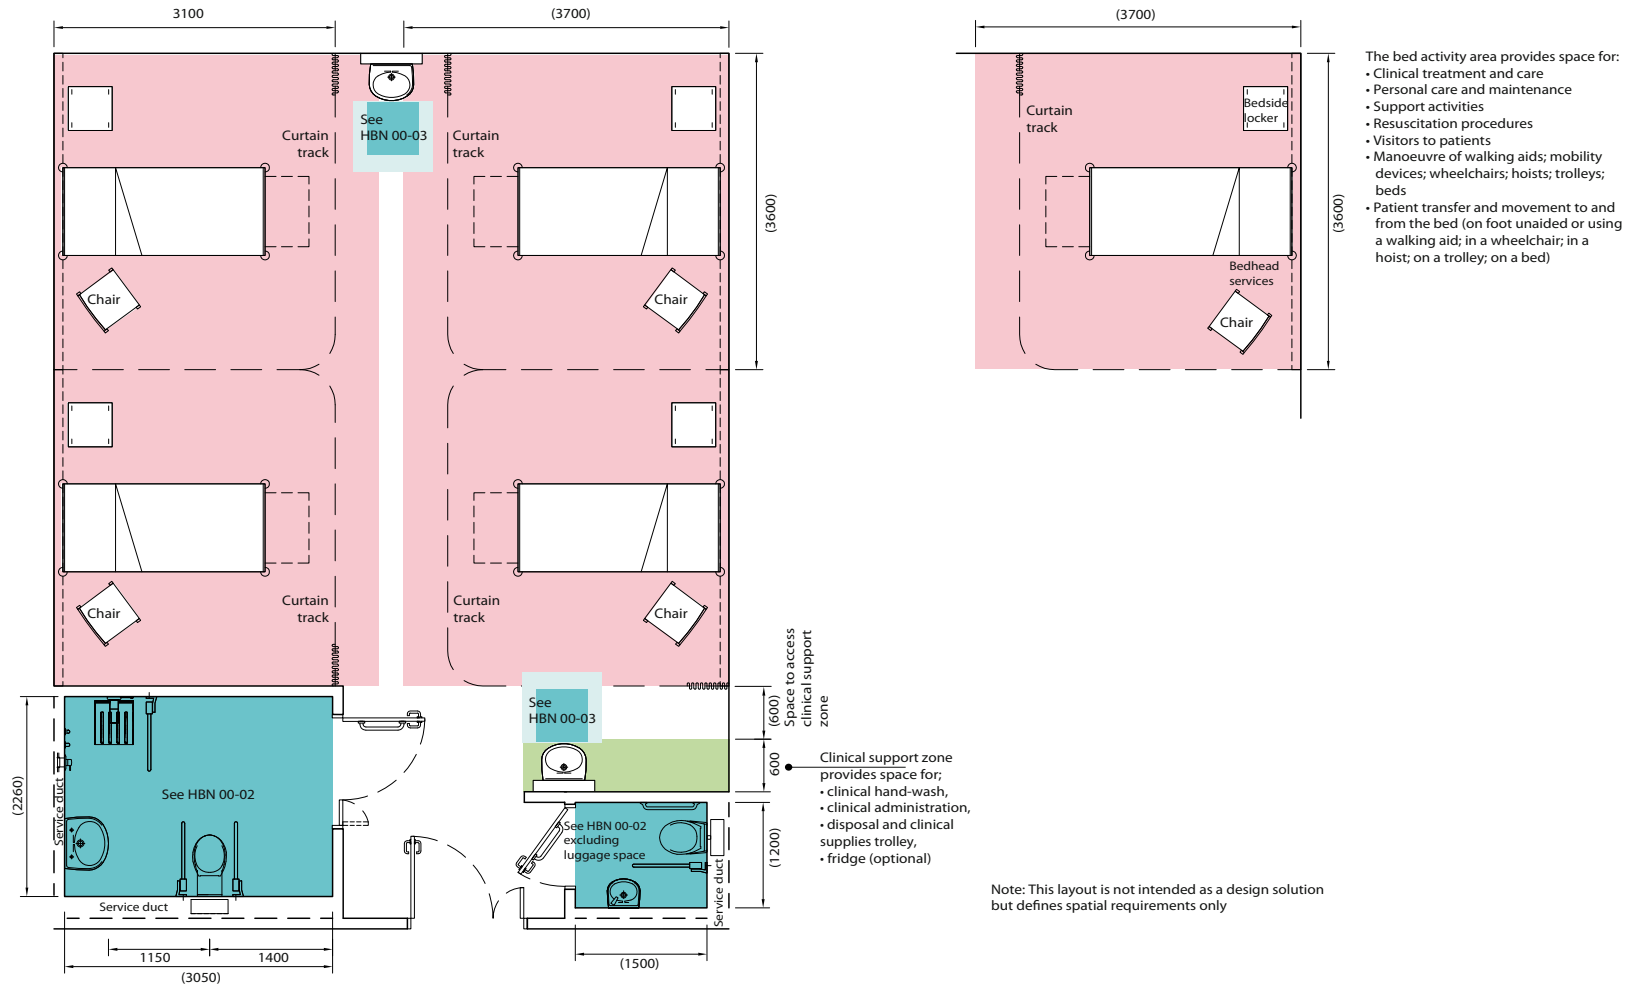 3100
(3700)
(3700)
The bed activity area provides space for:
• Clinical treatment and care
• Personal care and maintenance
• Support activities
• Resuscitation procedures
• Visitors to patients
• Manoeuvre of walking aids; mobility
devices; wheelchairs; hoists; trolleys;
beds
• Patient transfer and movement to and
from the bed (on foot unaided or using
a walking aid; in a wheelchair; in a
hoist; on a trolley; on a bed)
See
HBN 00-03
Curtain
track
Curtain
track
Curtain
track
Bedside
locker
(3600)
(3600)
Bedhead
services
Chair
Chair
Chair
Chair
Chair
Curtain
track
Curtain
track
See
HBN 00-03
(600)
Space to access
clinical support
zone
600
Clinical support zone
provides space for;
• clinical hand-wash,
• clinical administration,
• disposal and clinical
supplies trolley,
• fridge (optional)
(2260)
Service duct
See HBN 00-02
See HBN 00-02
excluding
luggage space
(1200)
Service duct
Service duct
1150
1400
(3050)
(1500)
Note: This layout is not intended as a design solution
but defines spatial requirements only